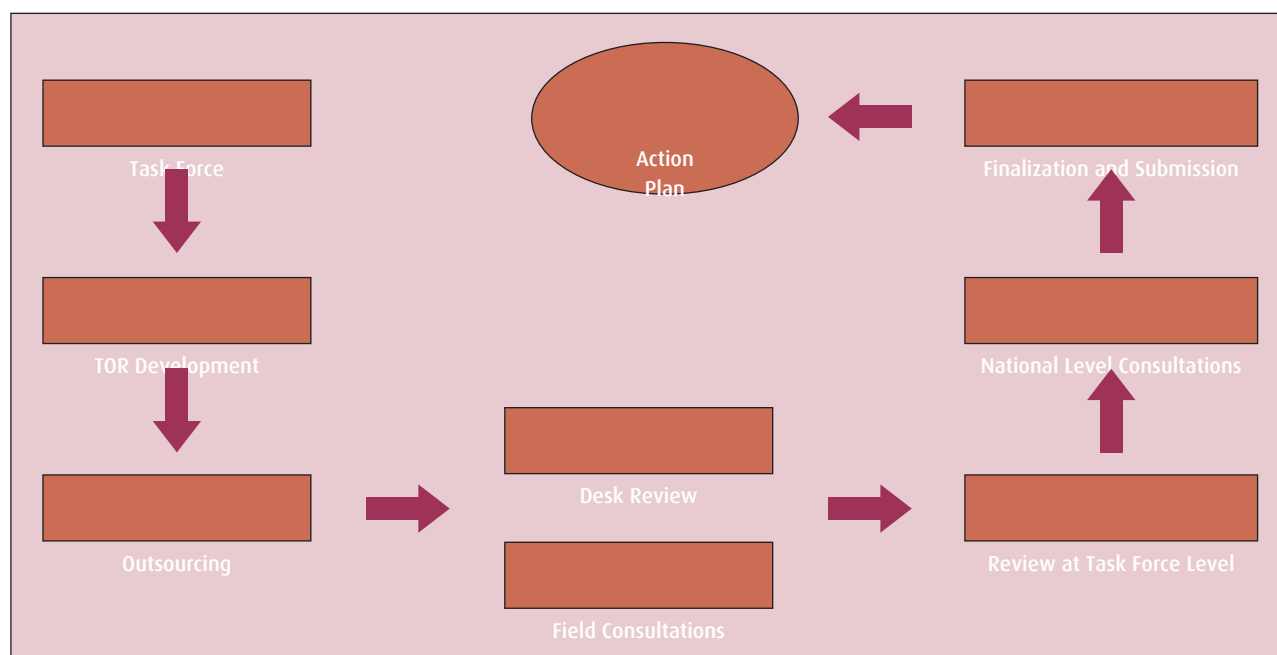 Task Force
TOR Development
Outsourcing
Desk Review
Field Consultations
Review at Task Force Level
National Level Consultations
Finalization and Submission
Action
Plan